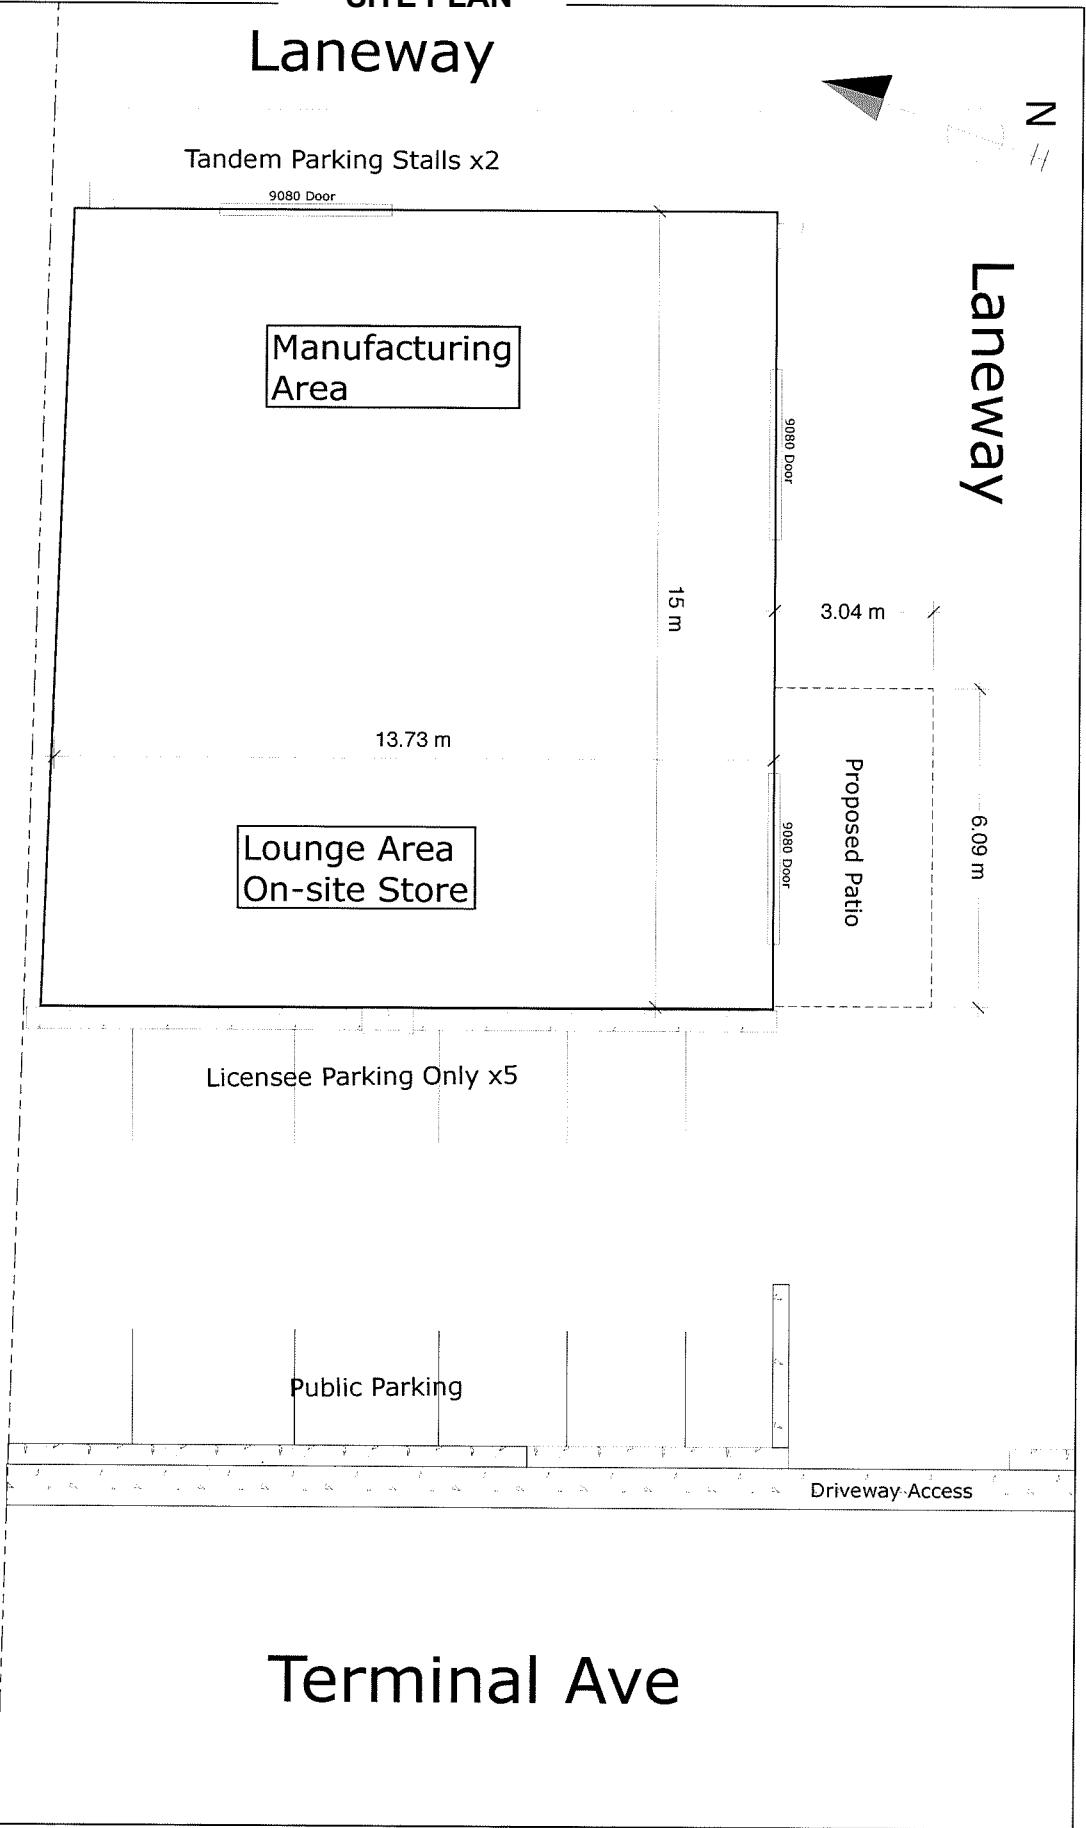 SITE PLAN
Laneway
N
Tandem Parking Stalls x2
9080 Door
Laneway
Manufacturing
Area
9080 Door
15 m
3.04 m
13.73 m
Proposed Patio
6.09 m
9080 Door
Lounge Area
On-site Store
Licensee Parking Only x5
Public Parking
Driveway Access
Terminal Ave